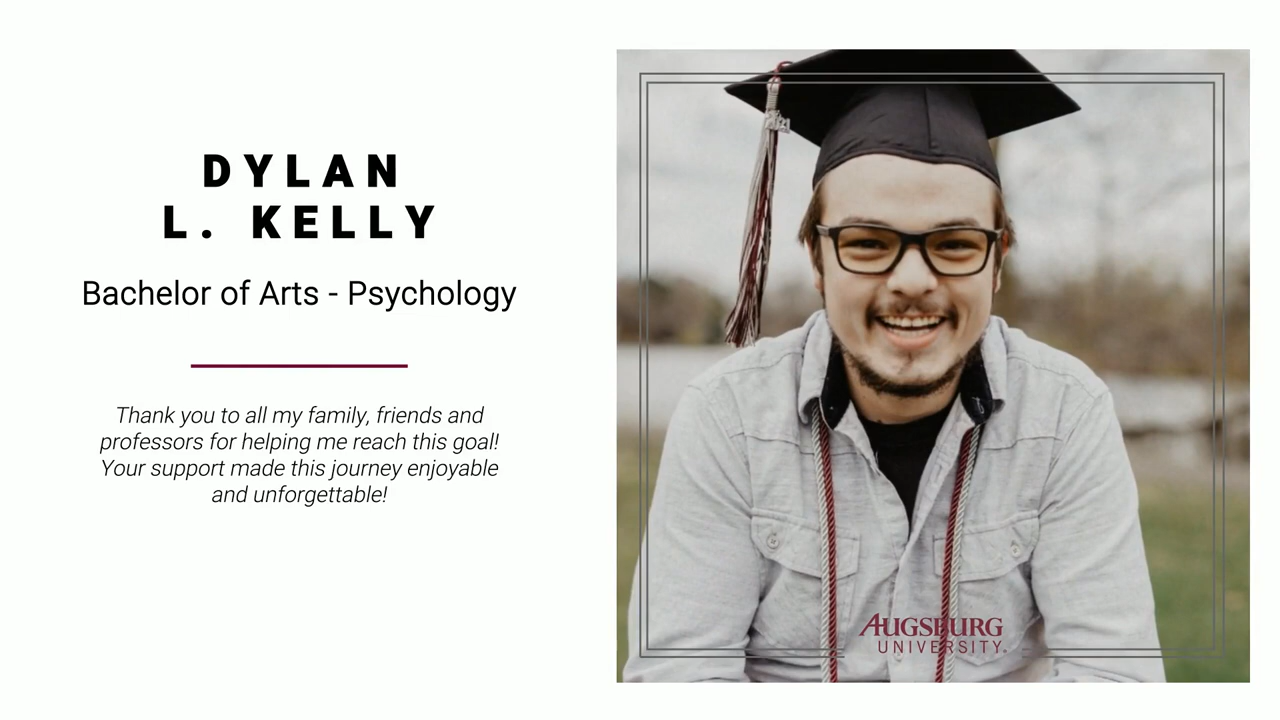 DYLAN
L. KELLY
Bachelor of Arts - Psychology
Thank you to all my family, friends and
professors for helping me reach this goal!
Your support made this journey enjoyable
and unforgettable!
AUGSBURG
UNIVERSITY